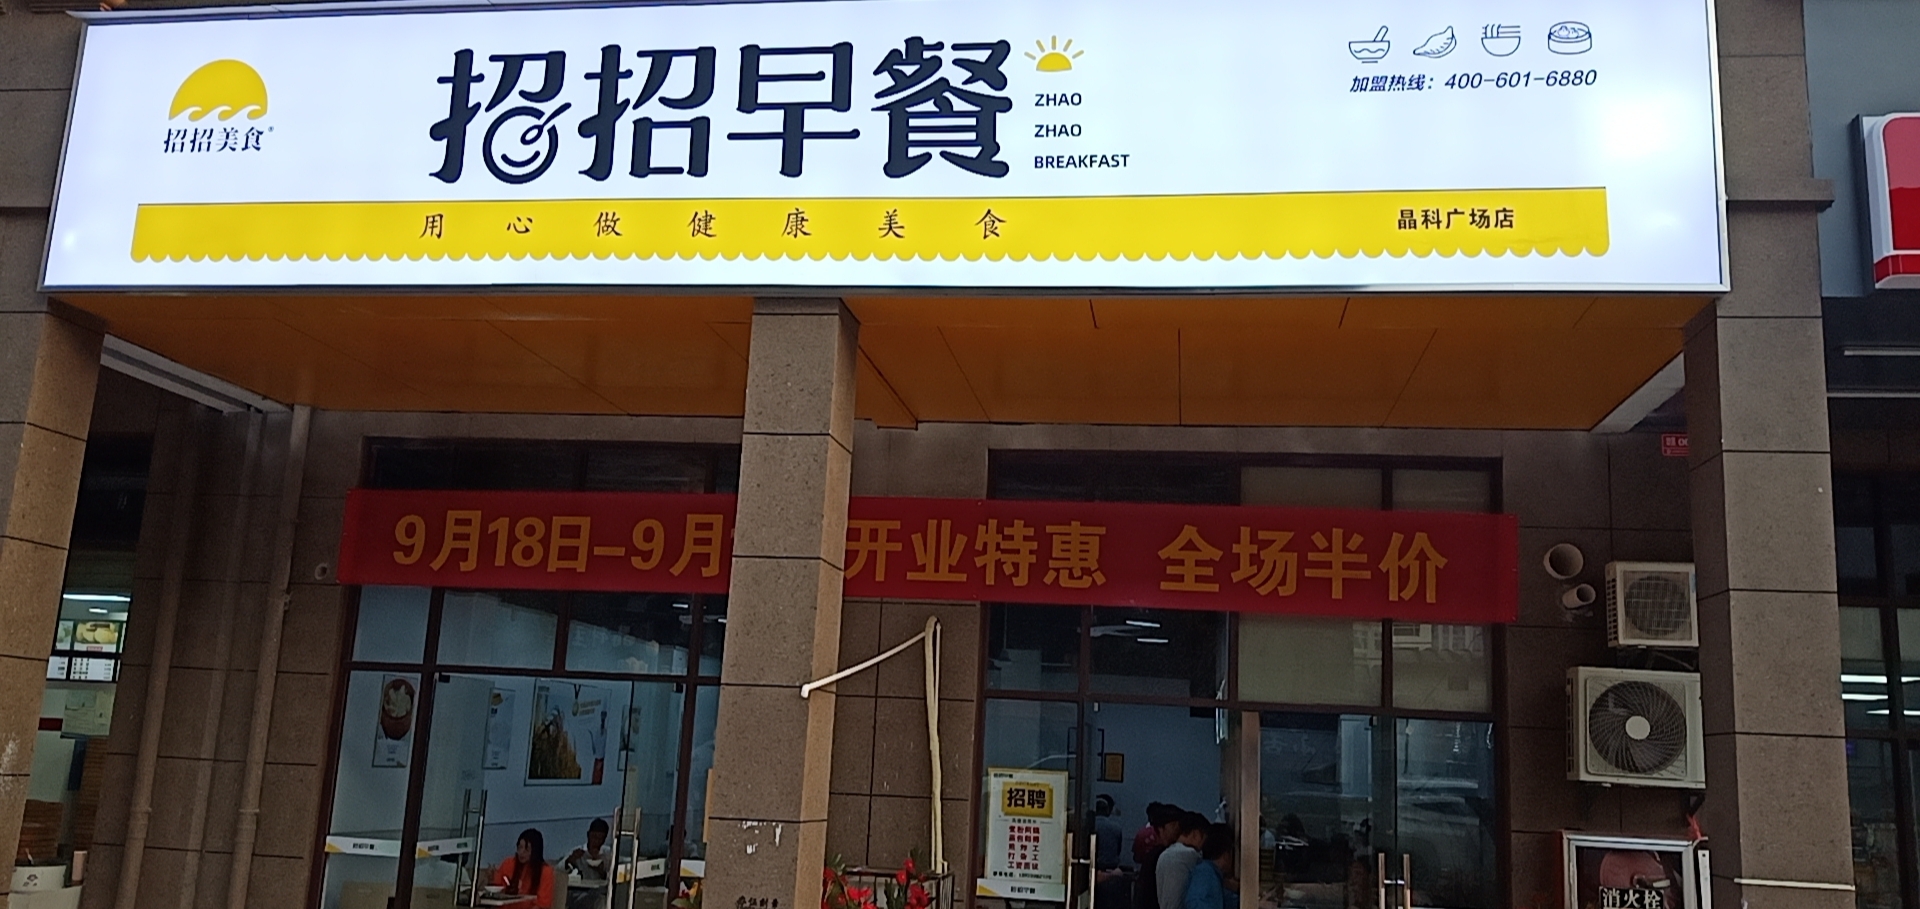 招招美食
招招早餐
ZHAO
ZHAO
BREAKFAST
加盟热线：400-601-6880
用心做健康美食
晶科广场店
9月18日-9月
开业特惠 全场半价
招聘
消火栓